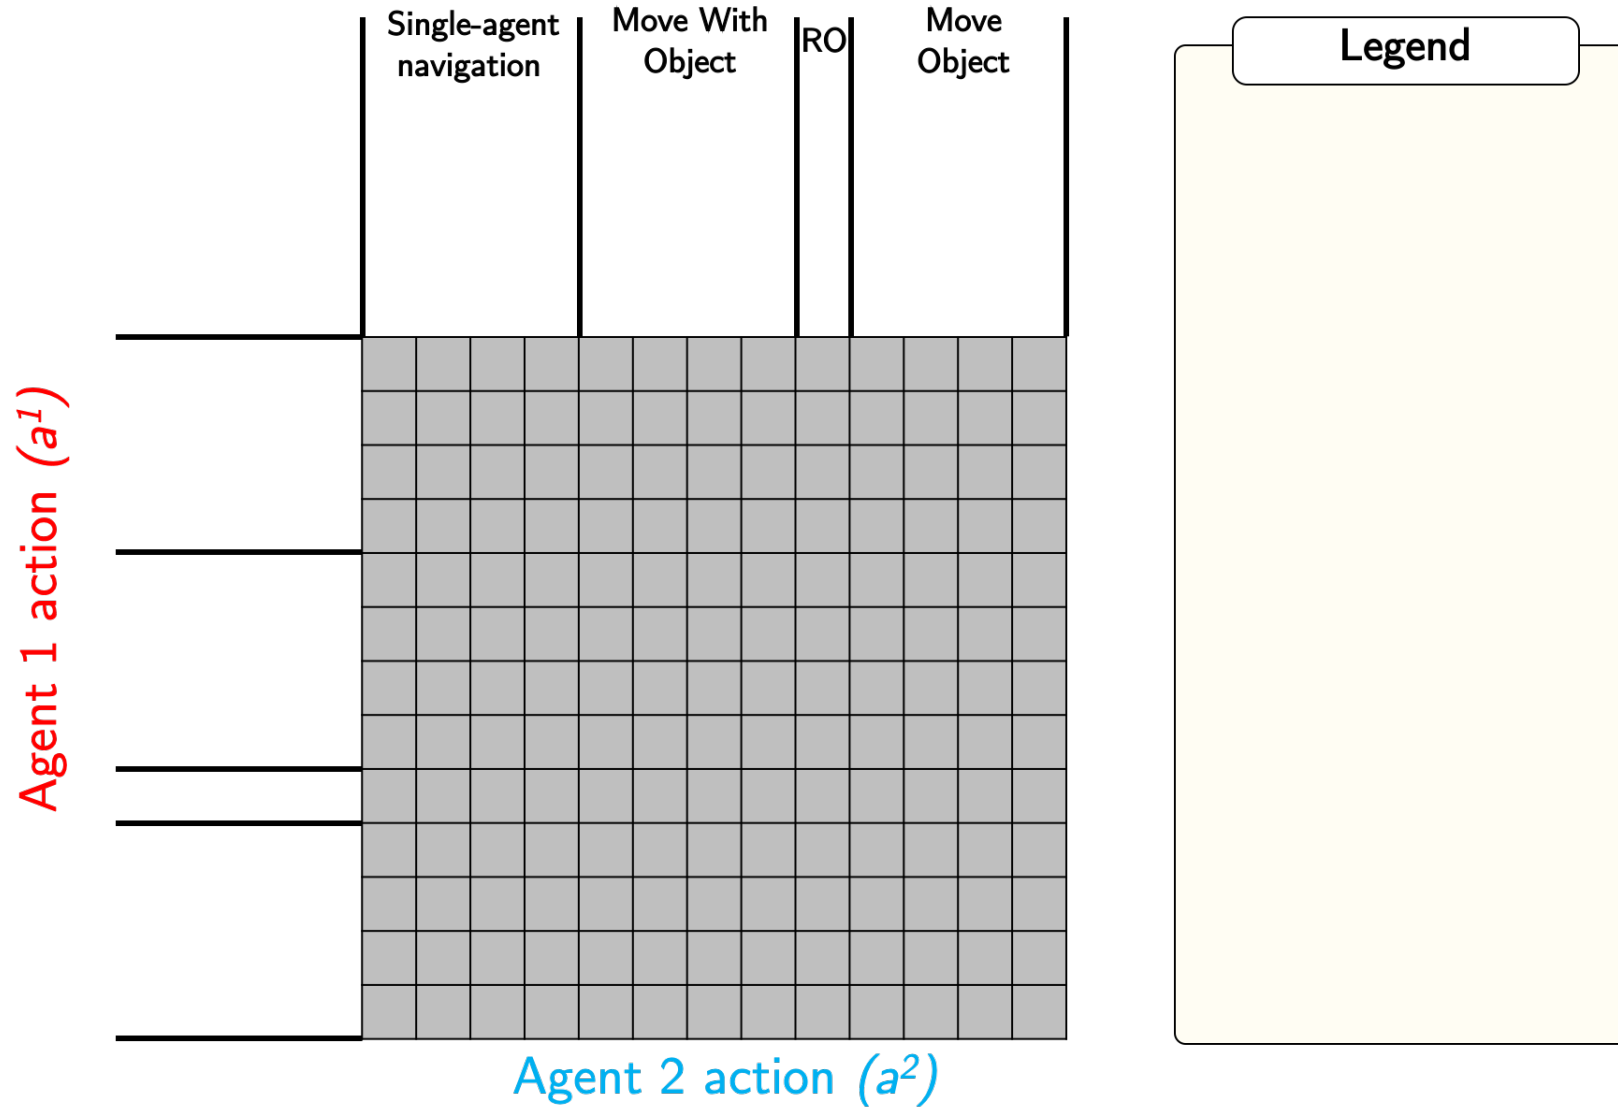 Single-agent
navigation
Move With
Object
RO
Move
Object
Legend
Agent 1 action (a¹)
Agent 2 action (a²)